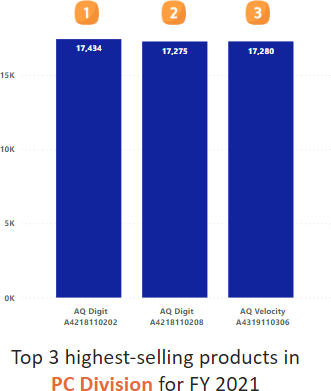 1 2 3
17,434 17,275 17,280
15K
10K
5K
0K
AQ Digit AQ Digit AQ Velocity
A4218110202 A4218110208 A4319110306
Top 3 highest-selling products in
PC Division for FY 2021